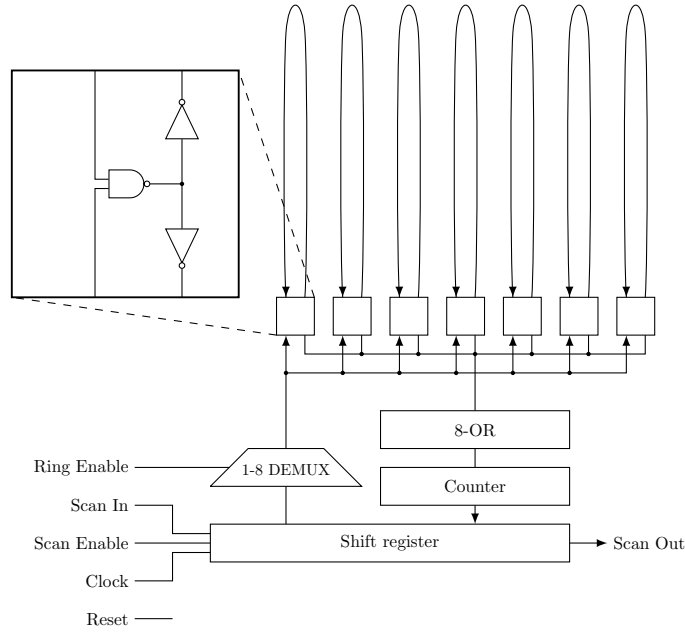 8-OR
Ring Enable
1-8 DEMUX
Counter
Scan In
Scan Enable
Shift register
Scan Out
Clock
Reset